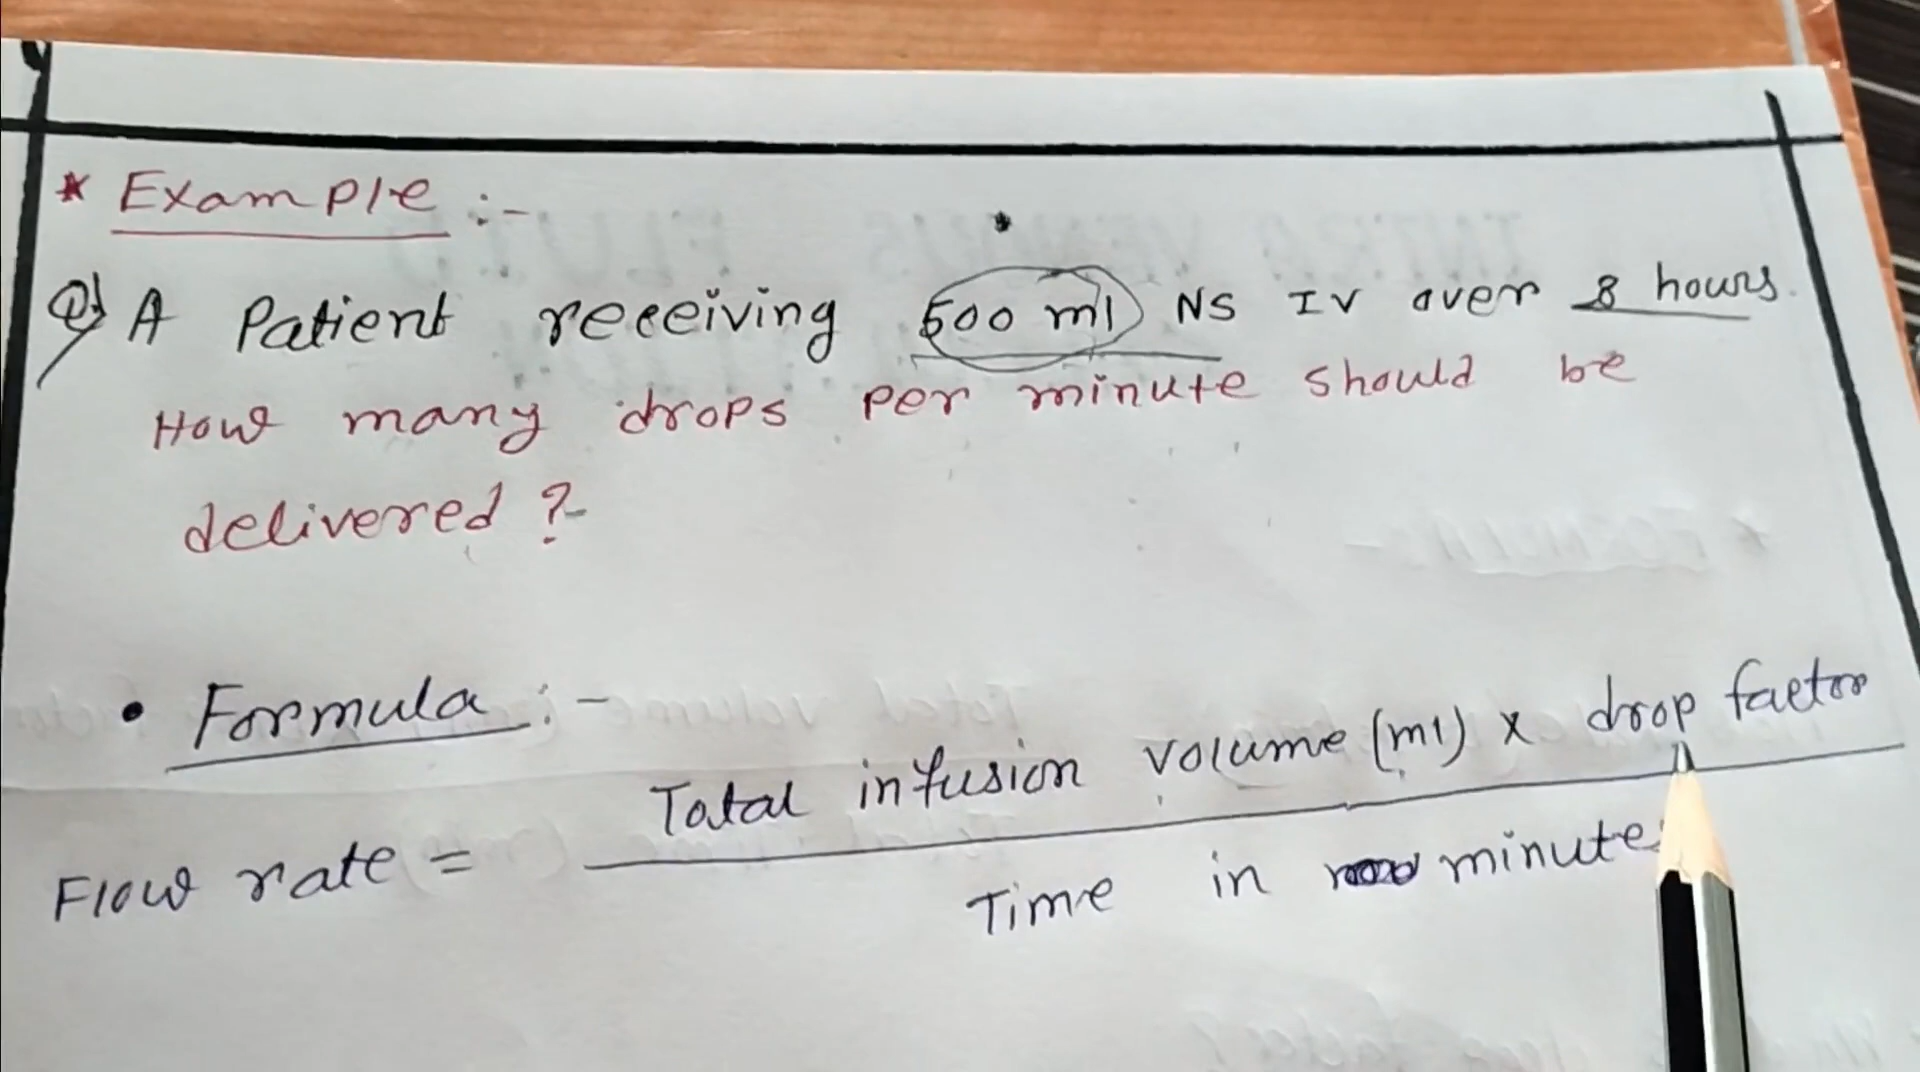 * Example :-
Q) A Patient receiving 500 ml NS IV over 8 hours.
How many drops per minute should be
delivered ?
• Formula :-
Total infusion volume (ml) x drop factor
Flow rate =
Time in minute